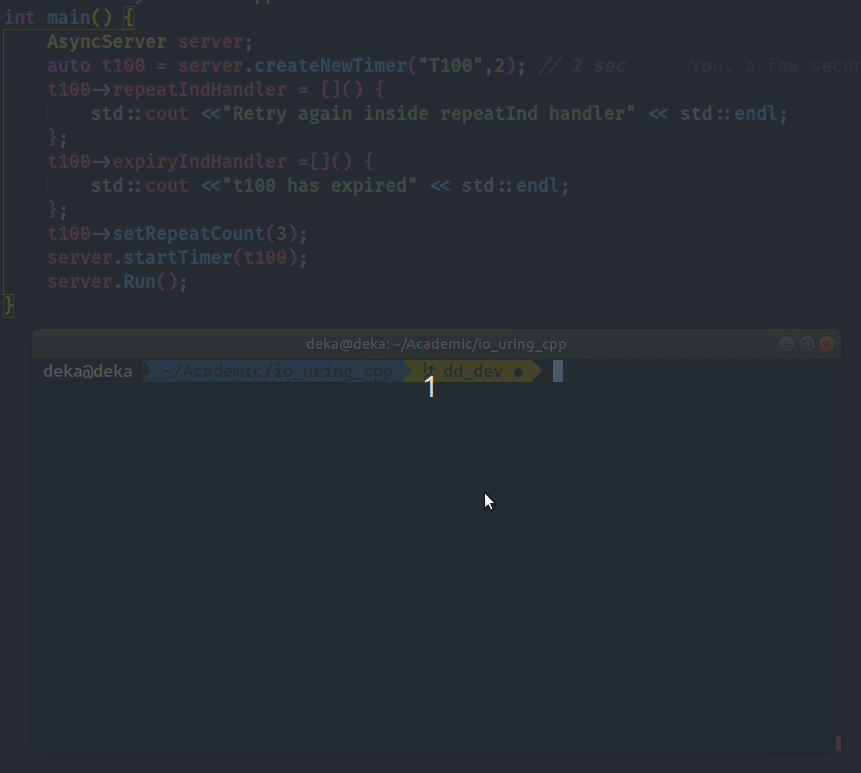 int main() {
    AsyncServer server;
    auto t100 = server.createNewTimer("T100",2); // 2 sec      You, a few secon
    t100->repeatIndHandler = []() {
        std::cout <<"Retry again inside repeatInd handler" << std::endl;
    };
    t100->expiryIndHandler =[]() {
        std::cout <<"t100 has expired" << std::endl;
    };
    t100->setRepeatCount(3);
    server.startTimer(t100);
    server.Run();
}
deka@deka: ~/Academic/io_uring_cpp
deka@deka ~/Academic/io_uring_cpp dd_dev ●
1